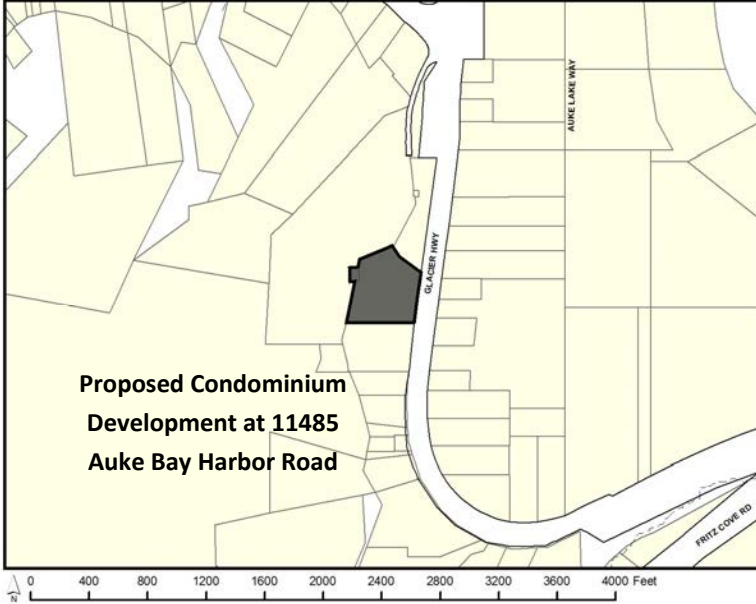 AUKE LAKE WAY
GLACIER HWY
Proposed Condominium
Development at 11485
Auke Bay Harbor Road
FRITZ COVE RD
N
0 400 800 1200 1600 2000 2400 2800 3200 3600 4000 Feet